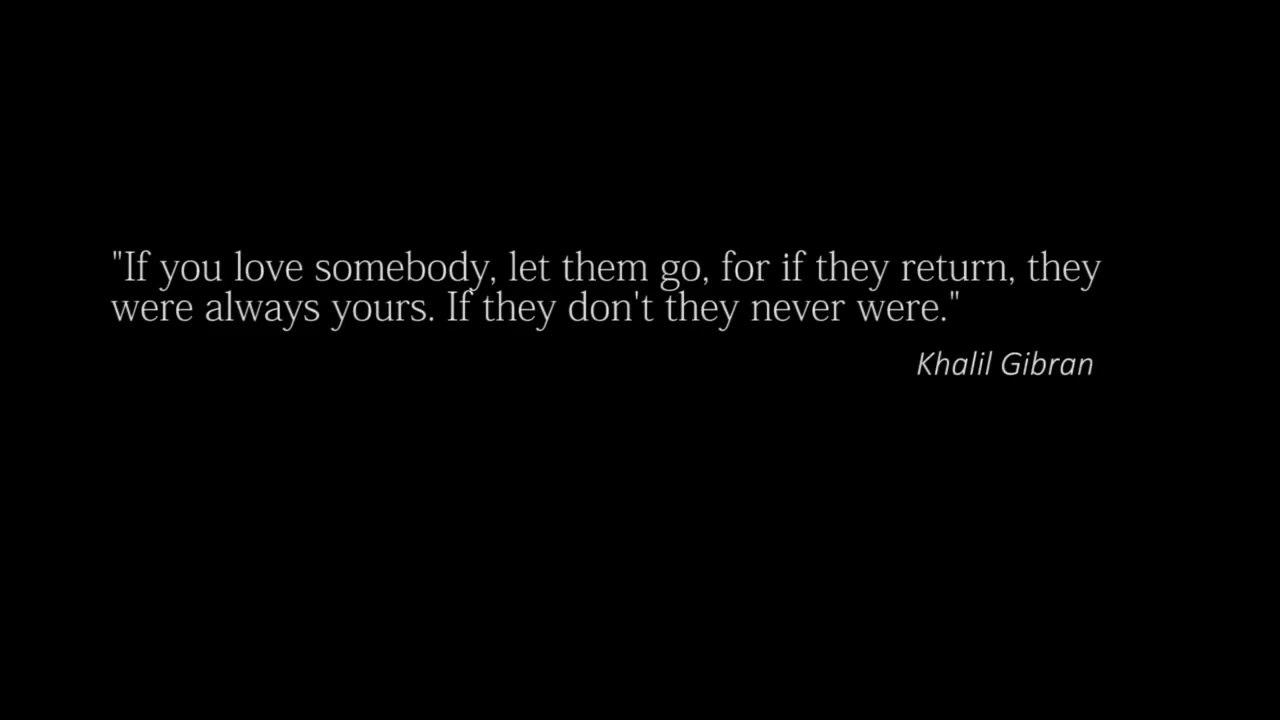 "If you love somebody, let them go, for if they return, they
were always yours. If they don't they never were."
Khalil Gibran